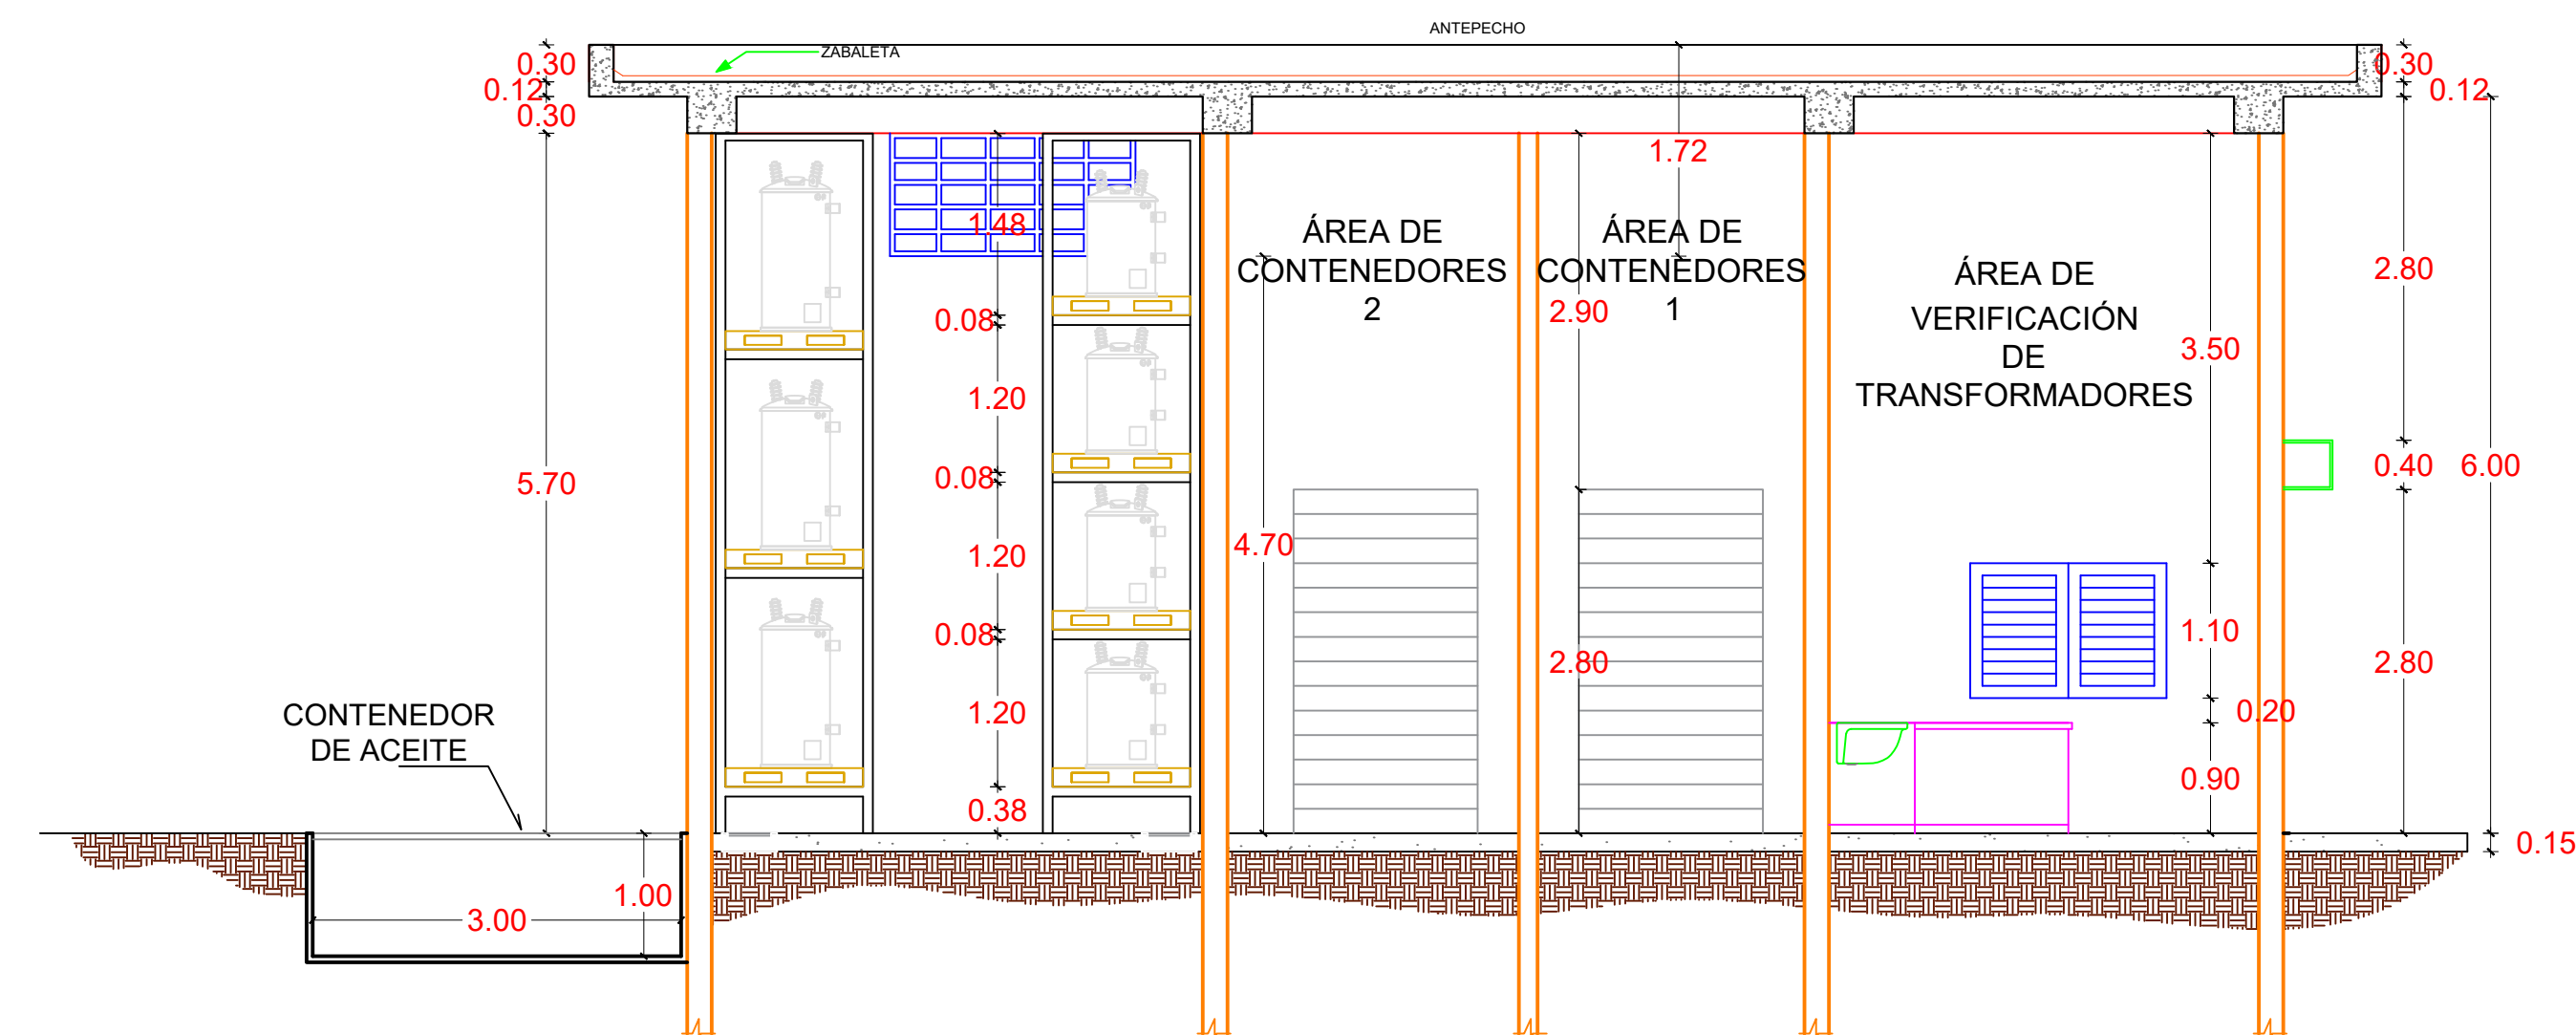 ANTEPECHO
ZABALETA
0.30
0.12
0.30
0.30
0.12
1.72
1.48
ÁREA DE
CONTENEDORES
2
ÁREA DE
CONTENEDORES
1
ÁREA DE
VERIFICACIÓN
DE
TRANSFORMADORES
2.80
2.90
0.08
3.50
1.20
5.70
0.08
0.40
6.00
4.70
1.20
0.08
1.10
2.80
2.80
1.20
0.20
CONTENEDOR
DE ACEITE
0.38
0.90
0.15
1.00
3.00